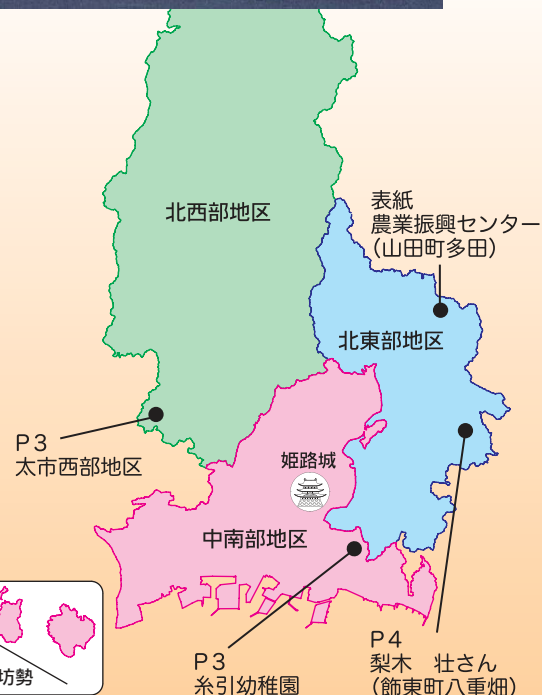 北西部地区
表紙
農業振興センター
(山田町多田)
北東部地区
P3
太市西部地区
姫路城
中南部地区
坊勢
P3
糸引幼稚園
P4
梨木　壮さん
(飾東町八重畑)